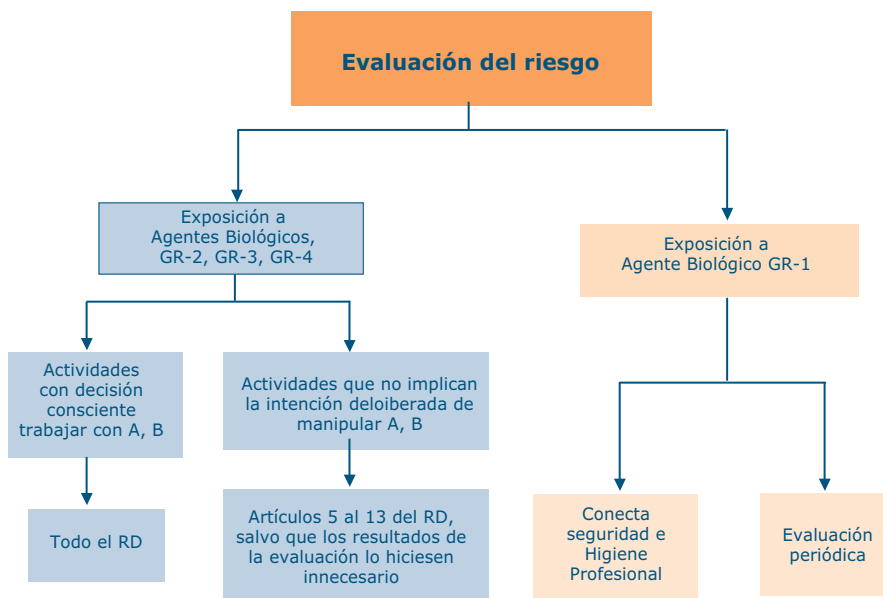 Evaluación del riesgo
Exposición a
Agentes Biológicos,
GR-2, GR-3, GR-4
Exposición a
Agente Biológico GR-1
Actividades
con decisión
consciente
trabajar con A, B
Actividades que no implican
la intención deloiberada de
manipular A, B
Todo el RD
Artículos 5 al 13 del RD,
salvo que los resultados de
la evaluación lo hiciesen
innecesario
Conecta
seguridad e
Higiene
Profesional
Evaluación
periódica